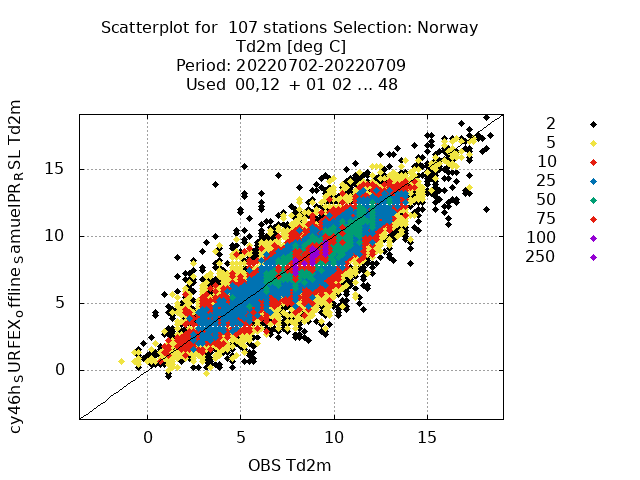 Scatterplot for 107 stations Selection: Norway
Td2m [deg C]
Period: 20220702-20220709
Used 00,12 + 01 02 ... 48
cy46h_SURFEX_offline_samuelPR_RSL Td2m
15
10
5
0
0 5 10 15
OBS Td2m
2
5
10
25
50
75
100
250